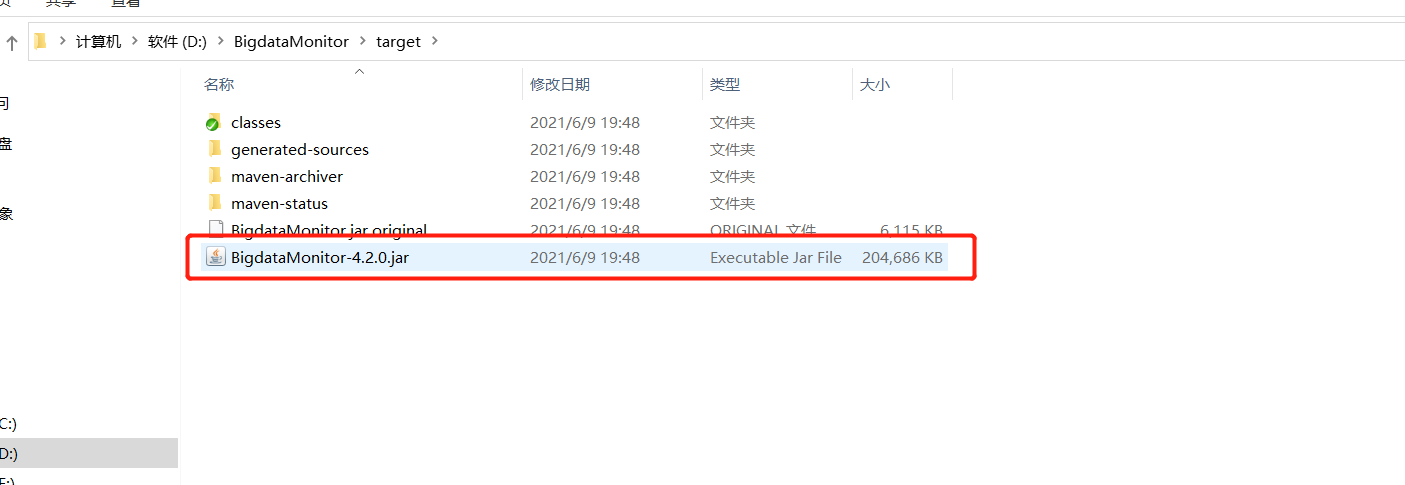 共享 查看
计算机 软件 (D:) BigdataMonitor target
名称 修改日期 类型 大小
问
classes 2021/6/9 19:48 文件夹
盘
generated-sources 2021/6/9 19:48 文件夹
maven-archiver 2021/6/9 19:48 文件夹
maven-status 2021/6/9 19:48 文件夹
象
BigdataMonitor.jar.original 2021/6/9 19:48 ORIGINAL 文件 6,115 KB
BigdataMonitor-4.2.0.jar 2021/6/9 19:48 Executable Jar File 204,686 KB
C:)
D:)